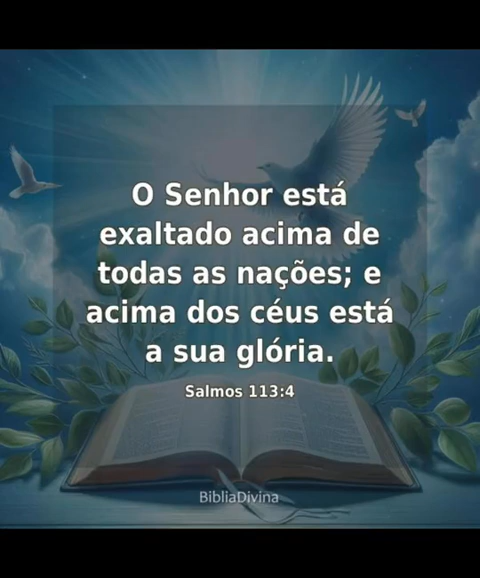 O Senhor está
exaltado acima de
todas as nações; e
acima dos céus está
a sua glória.
Salmos 113:4
BibliaDivina